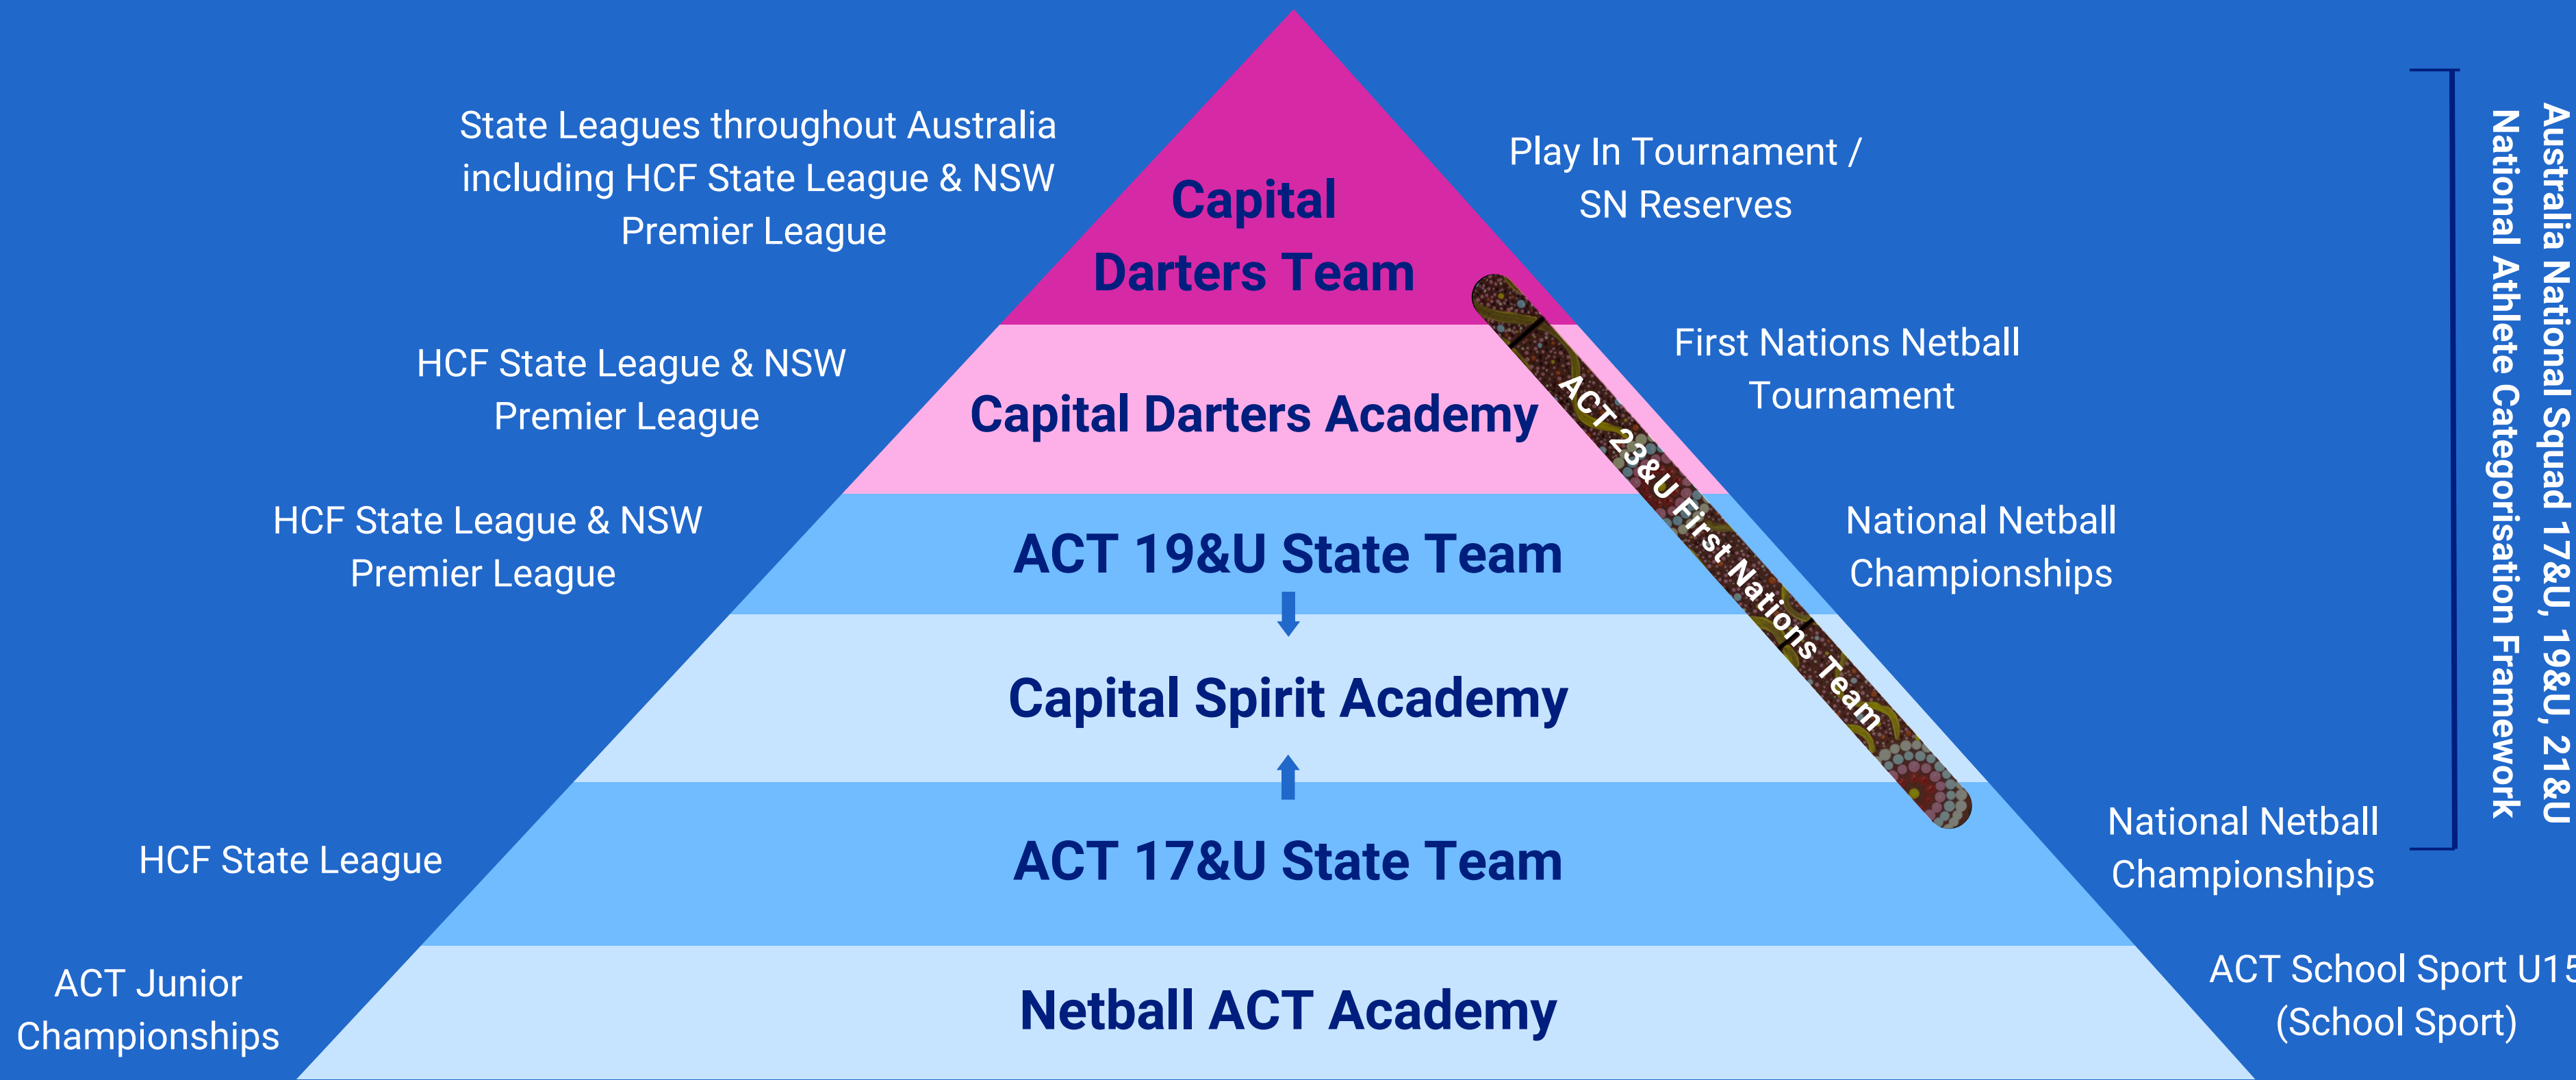 State Leagues throughout Australia
including HCF State League & NSW
Premier League
Capital
Darters Team
Play In Tournament /
SN Reserves
HCF State League & NSW
Premier League
Capital Darters Academy
First Nations Netball
Tournament
HCF State League & NSW
Premier League
ACT 19&U State Team
National Netball
Championships
ACT 23&U First Nations Team
Capital Spirit Academy
HCF State League
ACT 17&U State Team
National Netball
Championships
ACT Junior
Championships
Netball ACT Academy
ACT School Sport U15
(School Sport)
Australia National Squad 17&U, 19&U, 21&U
National Athlete Categorisation Framework